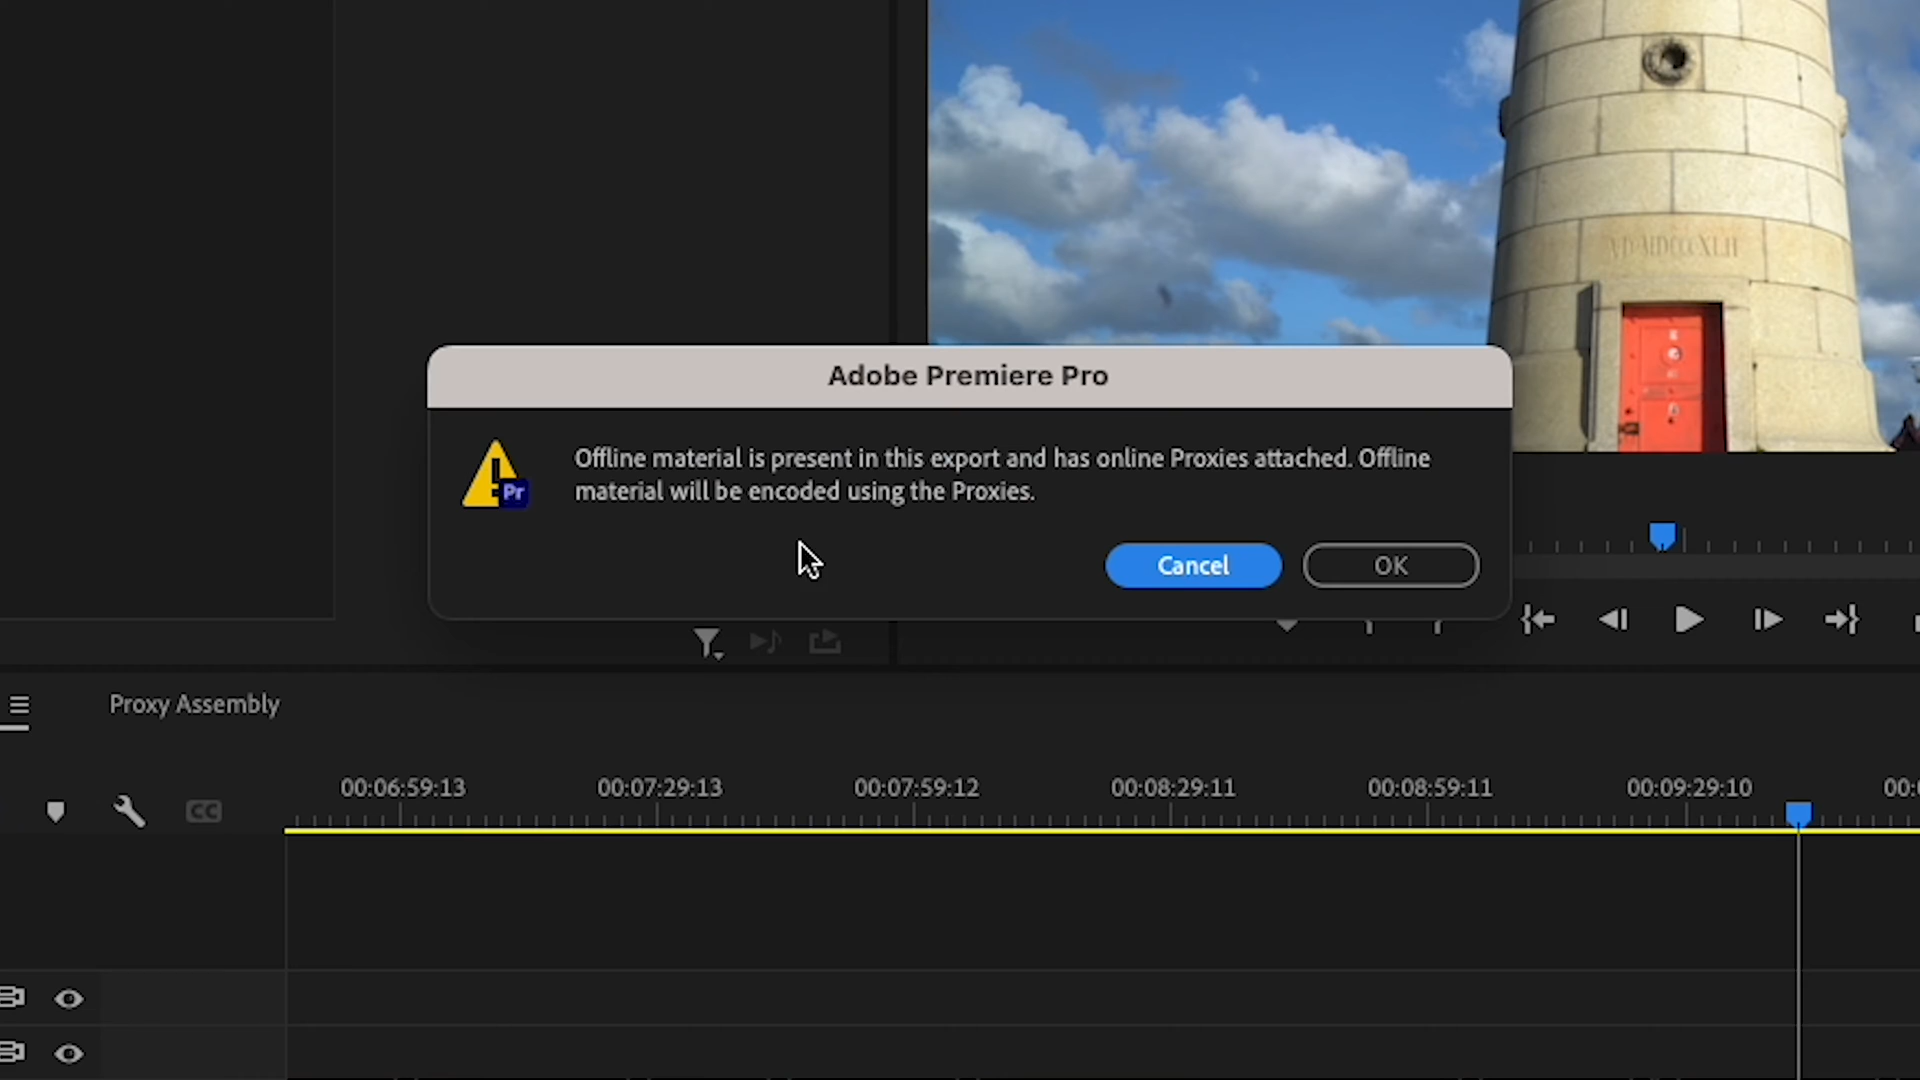 Adobe Premiere Pro
Offline material is present in this export and has online Proxies attached. Offline
material will be encoded using the Proxies.
Pr
Cancel
OK
Proxy Assembly
00:06:59:13
00:07:29:13
00:07:59:12
00:08:29:11
00:08:59:11
00:09:29:10
CC